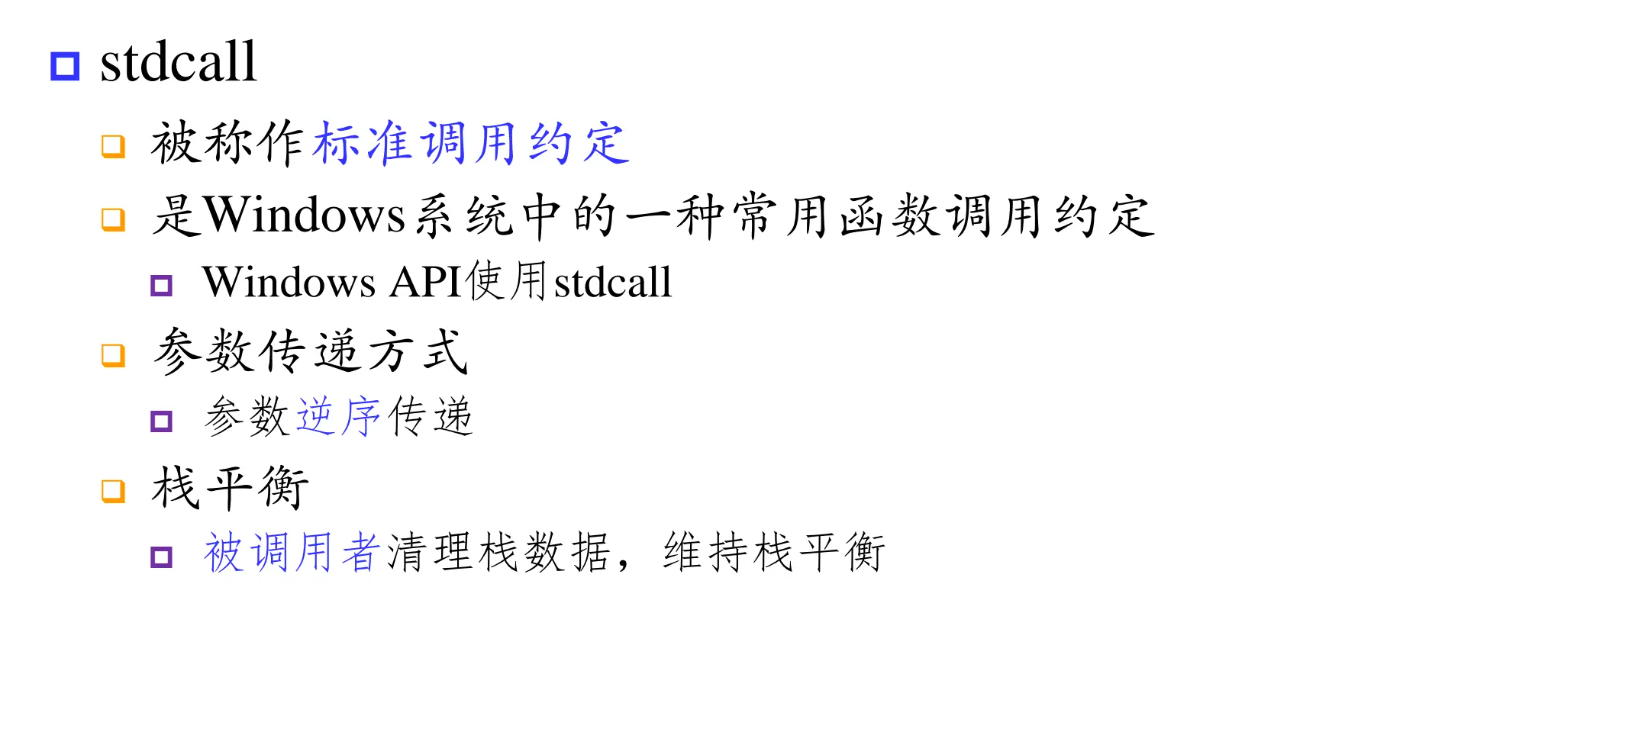 stdcall
被称作标准调用约定
是Windows系统中的一种常用函数调用约定
Windows API使用stdcall
参数传递方式
参数逆序传递
栈平衡
被调用者清理栈数据，维持栈平衡